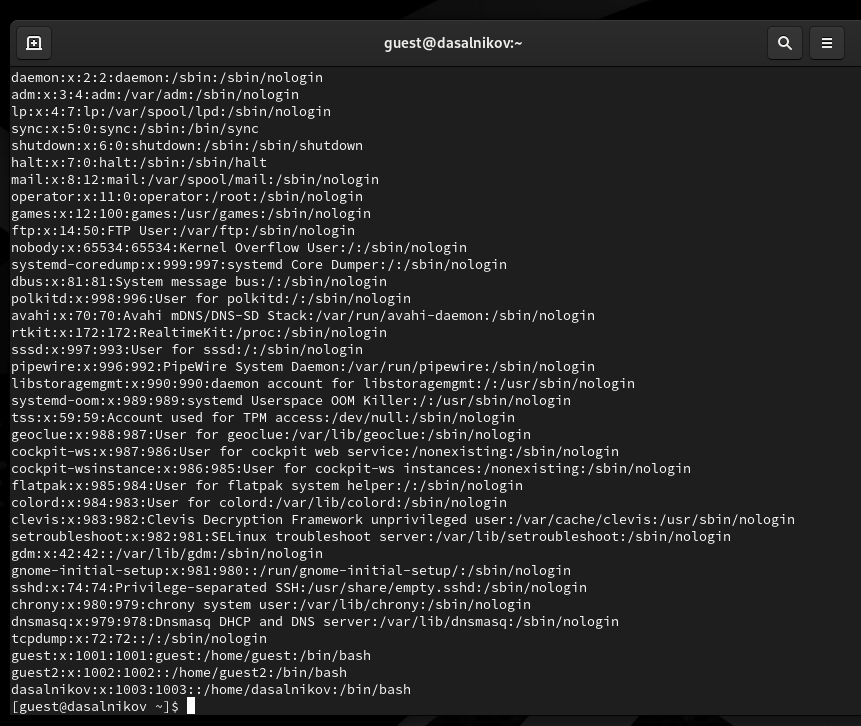 guest@dasalnikov:~
daemon:x:2:2:daemon:/sbin:/sbin/nologin
adm:x:3:4:adm:/var/adm:/sbin/nologin
lp:x:4:7:lp:/var/spool/lpd:/sbin/nologin
sync:x:5:0:sync:/sbin:/bin/sync
shutdown:x:6:0:shutdown:/sbin:/sbin/shutdown
halt:x:7:0:halt:/sbin:/sbin/halt
mail:x:8:12:mail:/var/spool/mail:/sbin/nologin
operator:x:11:0:operator:/root:/sbin/nologin
games:x:12:100:games:/usr/games:/sbin/nologin
ftp:x:14:50:FTP User:/var/ftp:/sbin/nologin
nobody:x:65534:65534:Kernel Overflow User:/:/sbin/nologin
systemd-coredump:x:999:997:systemd Core Dumper:/:/sbin/nologin
dbus:x:81:81:System message bus:/:/sbin/nologin
polkitd:x:998:996:User for polkitd:/:/sbin/nologin
avahi:x:70:70:Avahi mDNS/DNS-SD Stack:/var/run/avahi-daemon:/sbin/nologin
rtkit:x:172:172:RealtimeKit:/proc:/sbin/nologin
sssd:x:997:993:User for sssd:/:/sbin/nologin
pipewire:x:996:992:PipeWire System Daemon:/var/run/pipewire:/sbin/nologin
libstoragemgmt:x:990:990:daemon account for libstoragemgmt:/:/usr/sbin/nologin
systemd-oom:x:989:989:systemd Userspace OOM Killer:/:/usr/sbin/nologin
tss:x:59:59:Account used for TPM access:/dev/null:/sbin/nologin
geoclue:x:988:987:User for geoclue:/var/lib/geoclue:/sbin/nologin
cockpit-ws:x:987:986:User for cockpit web service:/nonexisting:/sbin/nologin
cockpit-wsinstance:x:986:985:User for cockpit-ws instances:/nonexisting:/sbin/nologin
flatpak:x:985:984:User for flatpak system helper:/:/sbin/nologin
colord:x:984:983:User for colord:/var/lib/colord:/sbin/nologin
clevis:x:983:982:Clevis Decryption Framework unprivileged user:/var/cache/clevis:/usr/sbin/nologin
setroubleshoot:x:982:981:SELinux troubleshoot server:/var/lib/setroubleshoot:/sbin/nologin
gdm:x:42:42::/var/lib/gdm:/sbin/nologin
gnome-initial-setup:x:981:980::/run/gnome-initial-setup/:/sbin/nologin
sshd:x:74:74:Privilege-separated SSH:/usr/share/empty.sshd:/sbin/nologin
chrony:x:980:979:chrony system user:/var/lib/chrony:/sbin/nologin
dnsmasq:x:979:978:Dnsmasq DHCP and DNS server:/var/lib/dnsmasq:/sbin/nologin
tcpdump:x:72:72::/:/sbin/nologin
guest:x:1001:1001:guest:/home/guest:/bin/bash
guest2:x:1002:1002::/home/guest2:/bin/bash
dasalnikov:x:1003:1003::/home/dasalnikov:/bin/bash
[guest@dasalnikov ~]$